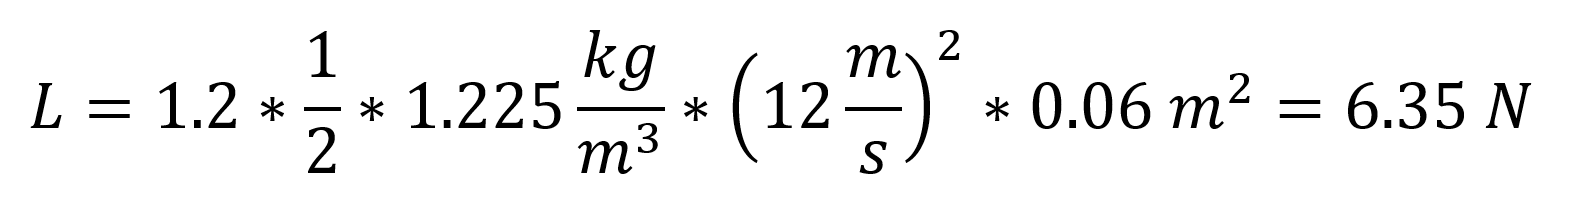 L = 1.2 * 1/2 * 1.225 kg/m³ * (12 m/s)² * 0.06 m² = 6.35 N